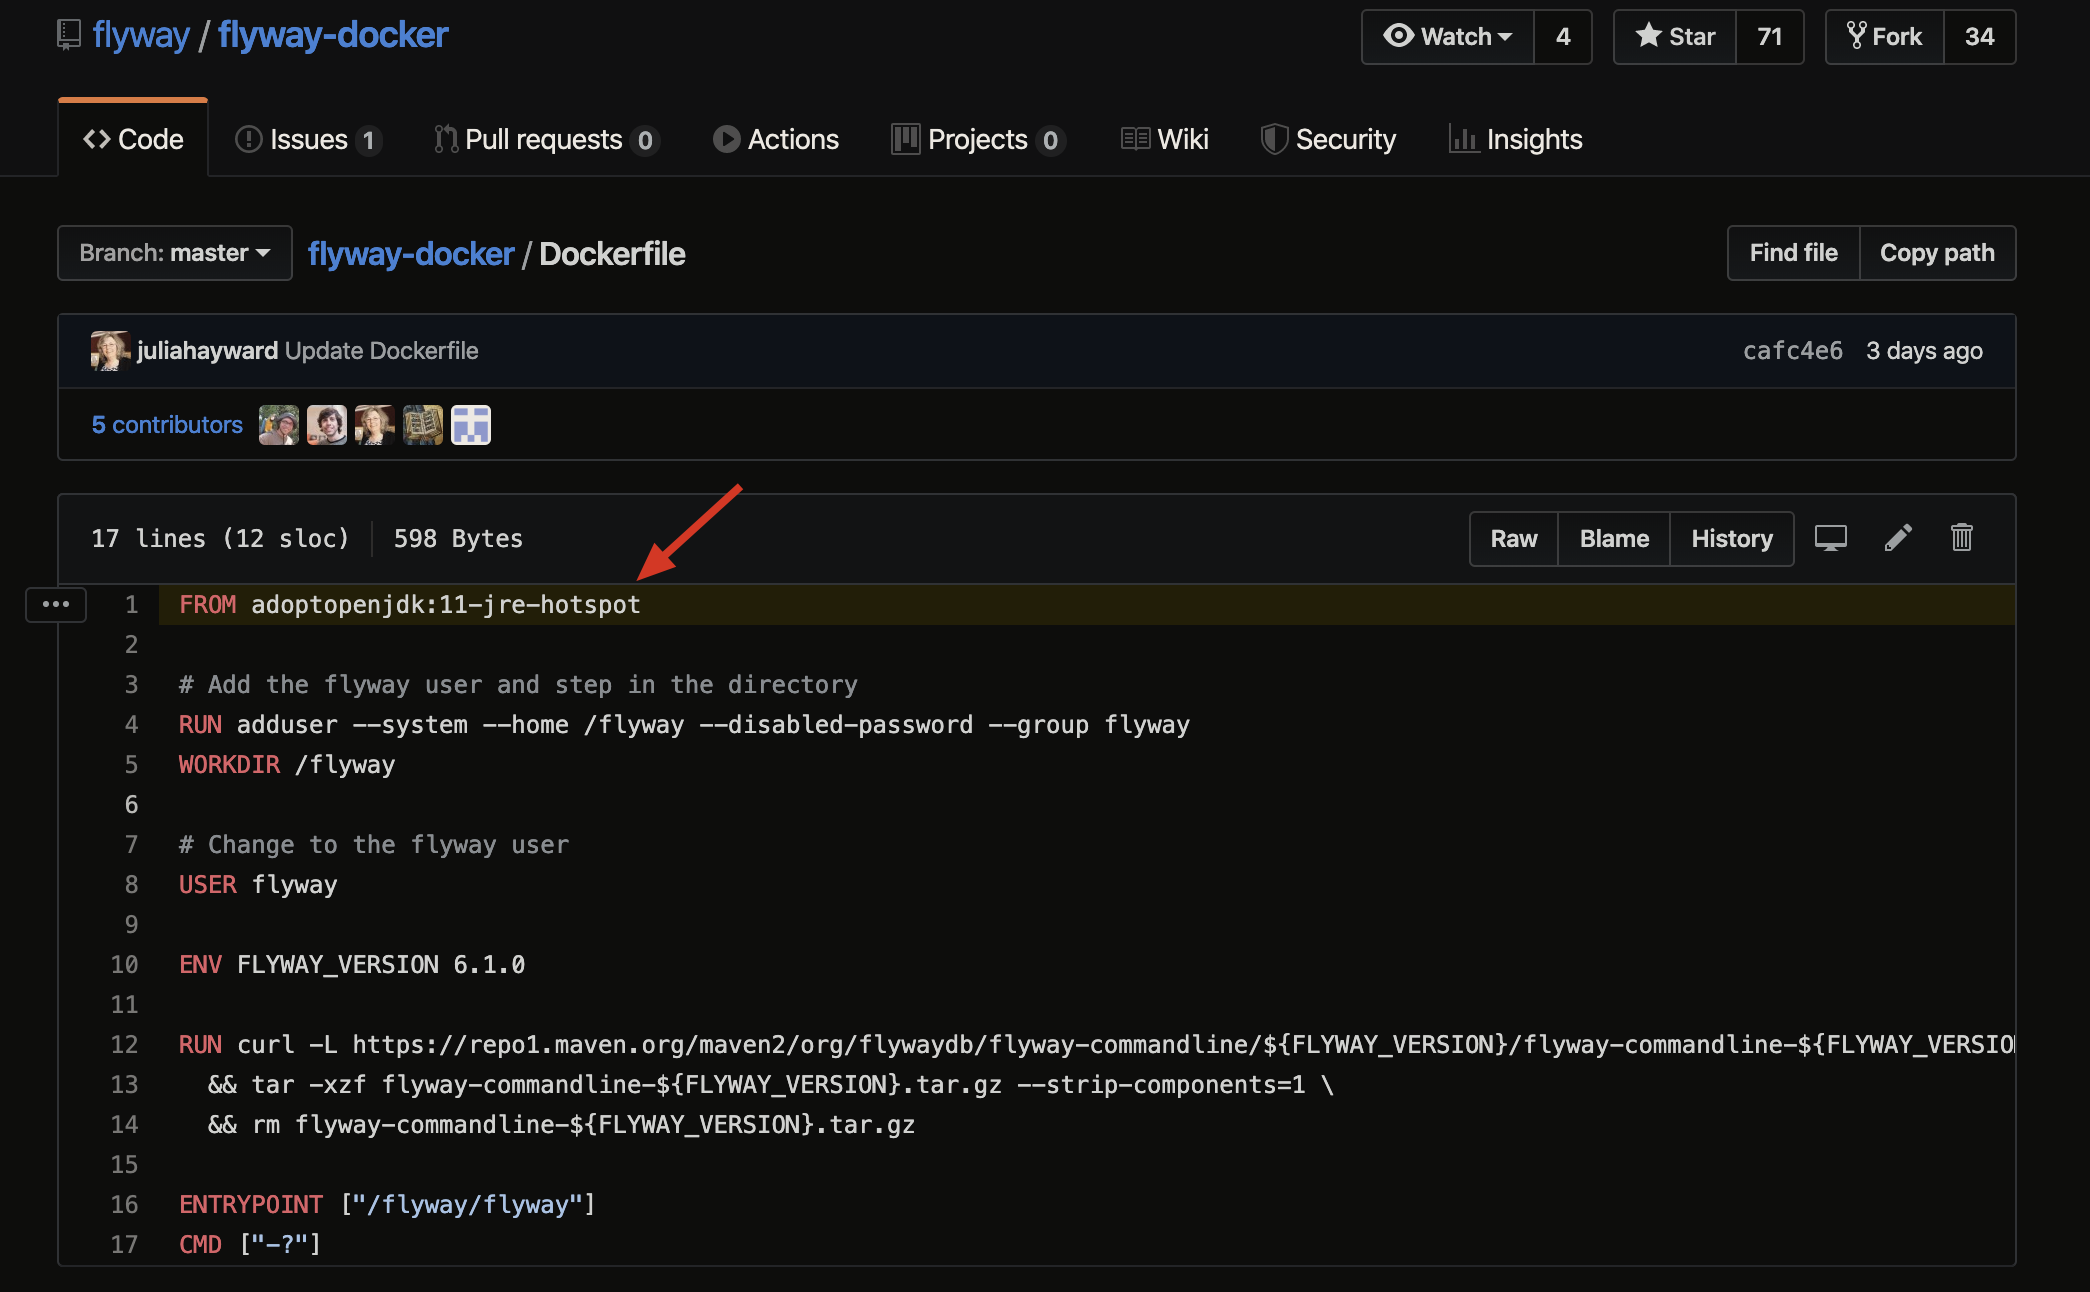 flyway / flyway-docker
Watch 4 Star 71 Fork 34
Code Issues 1 Pull requests 0 Actions Projects 0 Wiki Security Insights
Branch: master flyway-docker / Dockerfile Find file Copy path
juliahayward Update Dockerfile cafc4e6 3 days ago
5 contributors
17 lines (12 sloc) 598 Bytes Raw Blame History
1 FROM adoptopenjdk:11-jre-hotspot
2
3 # Add the flyway user and step in the directory
4 RUN adduser --system --home /flyway --disabled-password --group flyway
5 WORKDIR /flyway
6
7 # Change to the flyway user
8 USER flyway
9
10 ENV FLYWAY_VERSION 6.1.0
11
12 RUN curl -L https://repo1.maven.org/maven2/org/flywaydb/flyway-commandline/${FLYWAY_VERSION}/flyway-commandline-${FLYWAY_VERSIO
13 && tar -xzf flyway-commandline-${FLYWAY_VERSION}.tar.gz --strip-components=1 \
14 && rm flyway-commandline-${FLYWAY_VERSION}.tar.gz
15
16 ENTRYPOINT ["/flyway/flyway"]
17 CMD ["-?"]